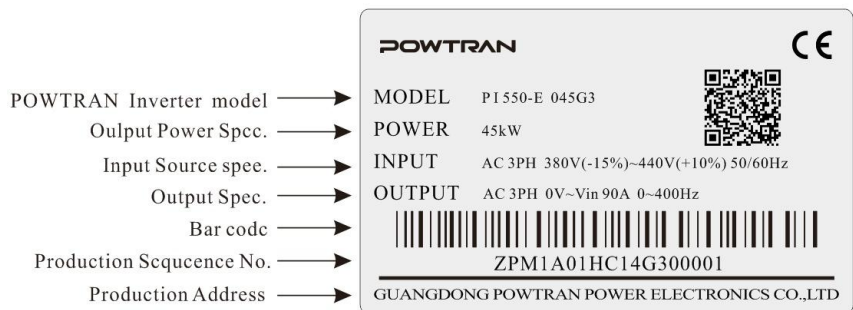 POWTRAN CE
POWTRAN Inverter model MODEL PI550-E 045G3
Oulput Power Spcc. POWER 45kW
Input Source spee. INPUT AC 3PH 380V(-15%)~440V(+10%) 50/60Hz
Output Spec. OUTPUT AC 3PH 0V~Vin 90A 0~400Hz
Bar codc
Production Scqucence No. ZPM1A01HC14G300001
Production Address GUANGDONG POWTRAN POWER ELECTRONICS CO.,LTD